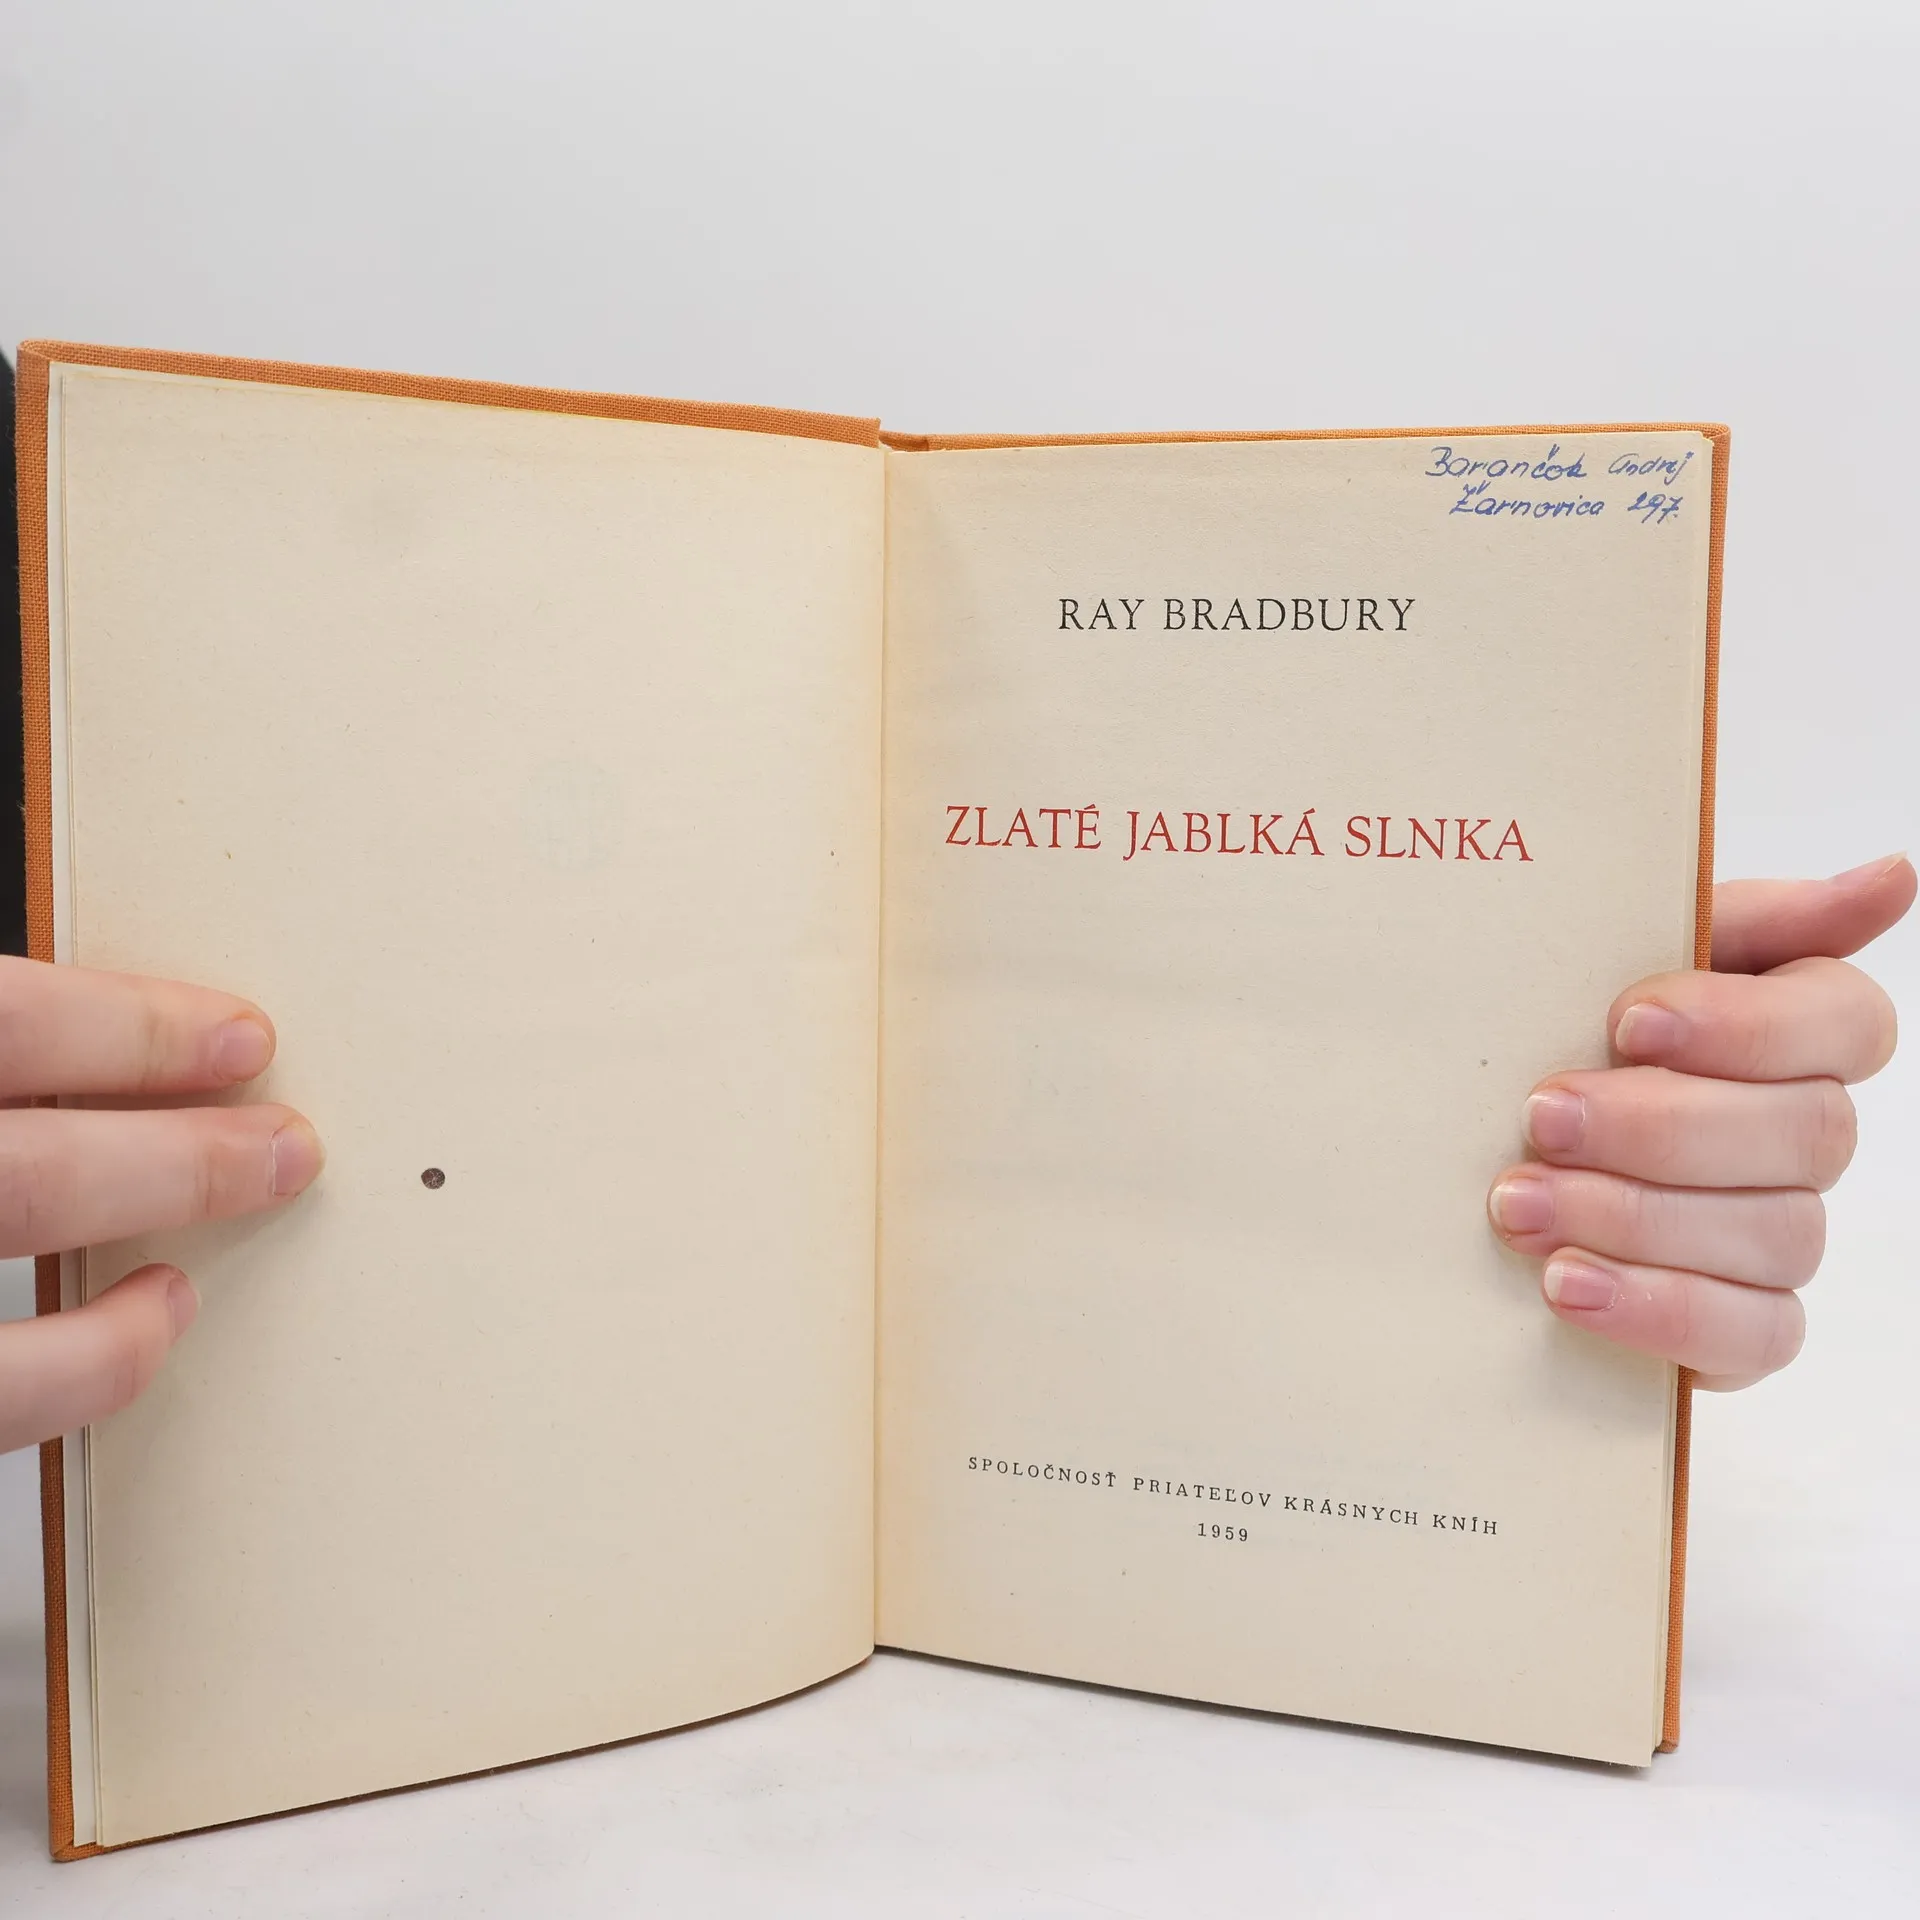 Barančok Andrej
Žarnovica 297.
RAY BRADBURY
ZLATÉ JABLKÁ SLNKA
SPOLOČNOSŤ PRIATEĽOV KRÁSNYCH KNÍH
1959